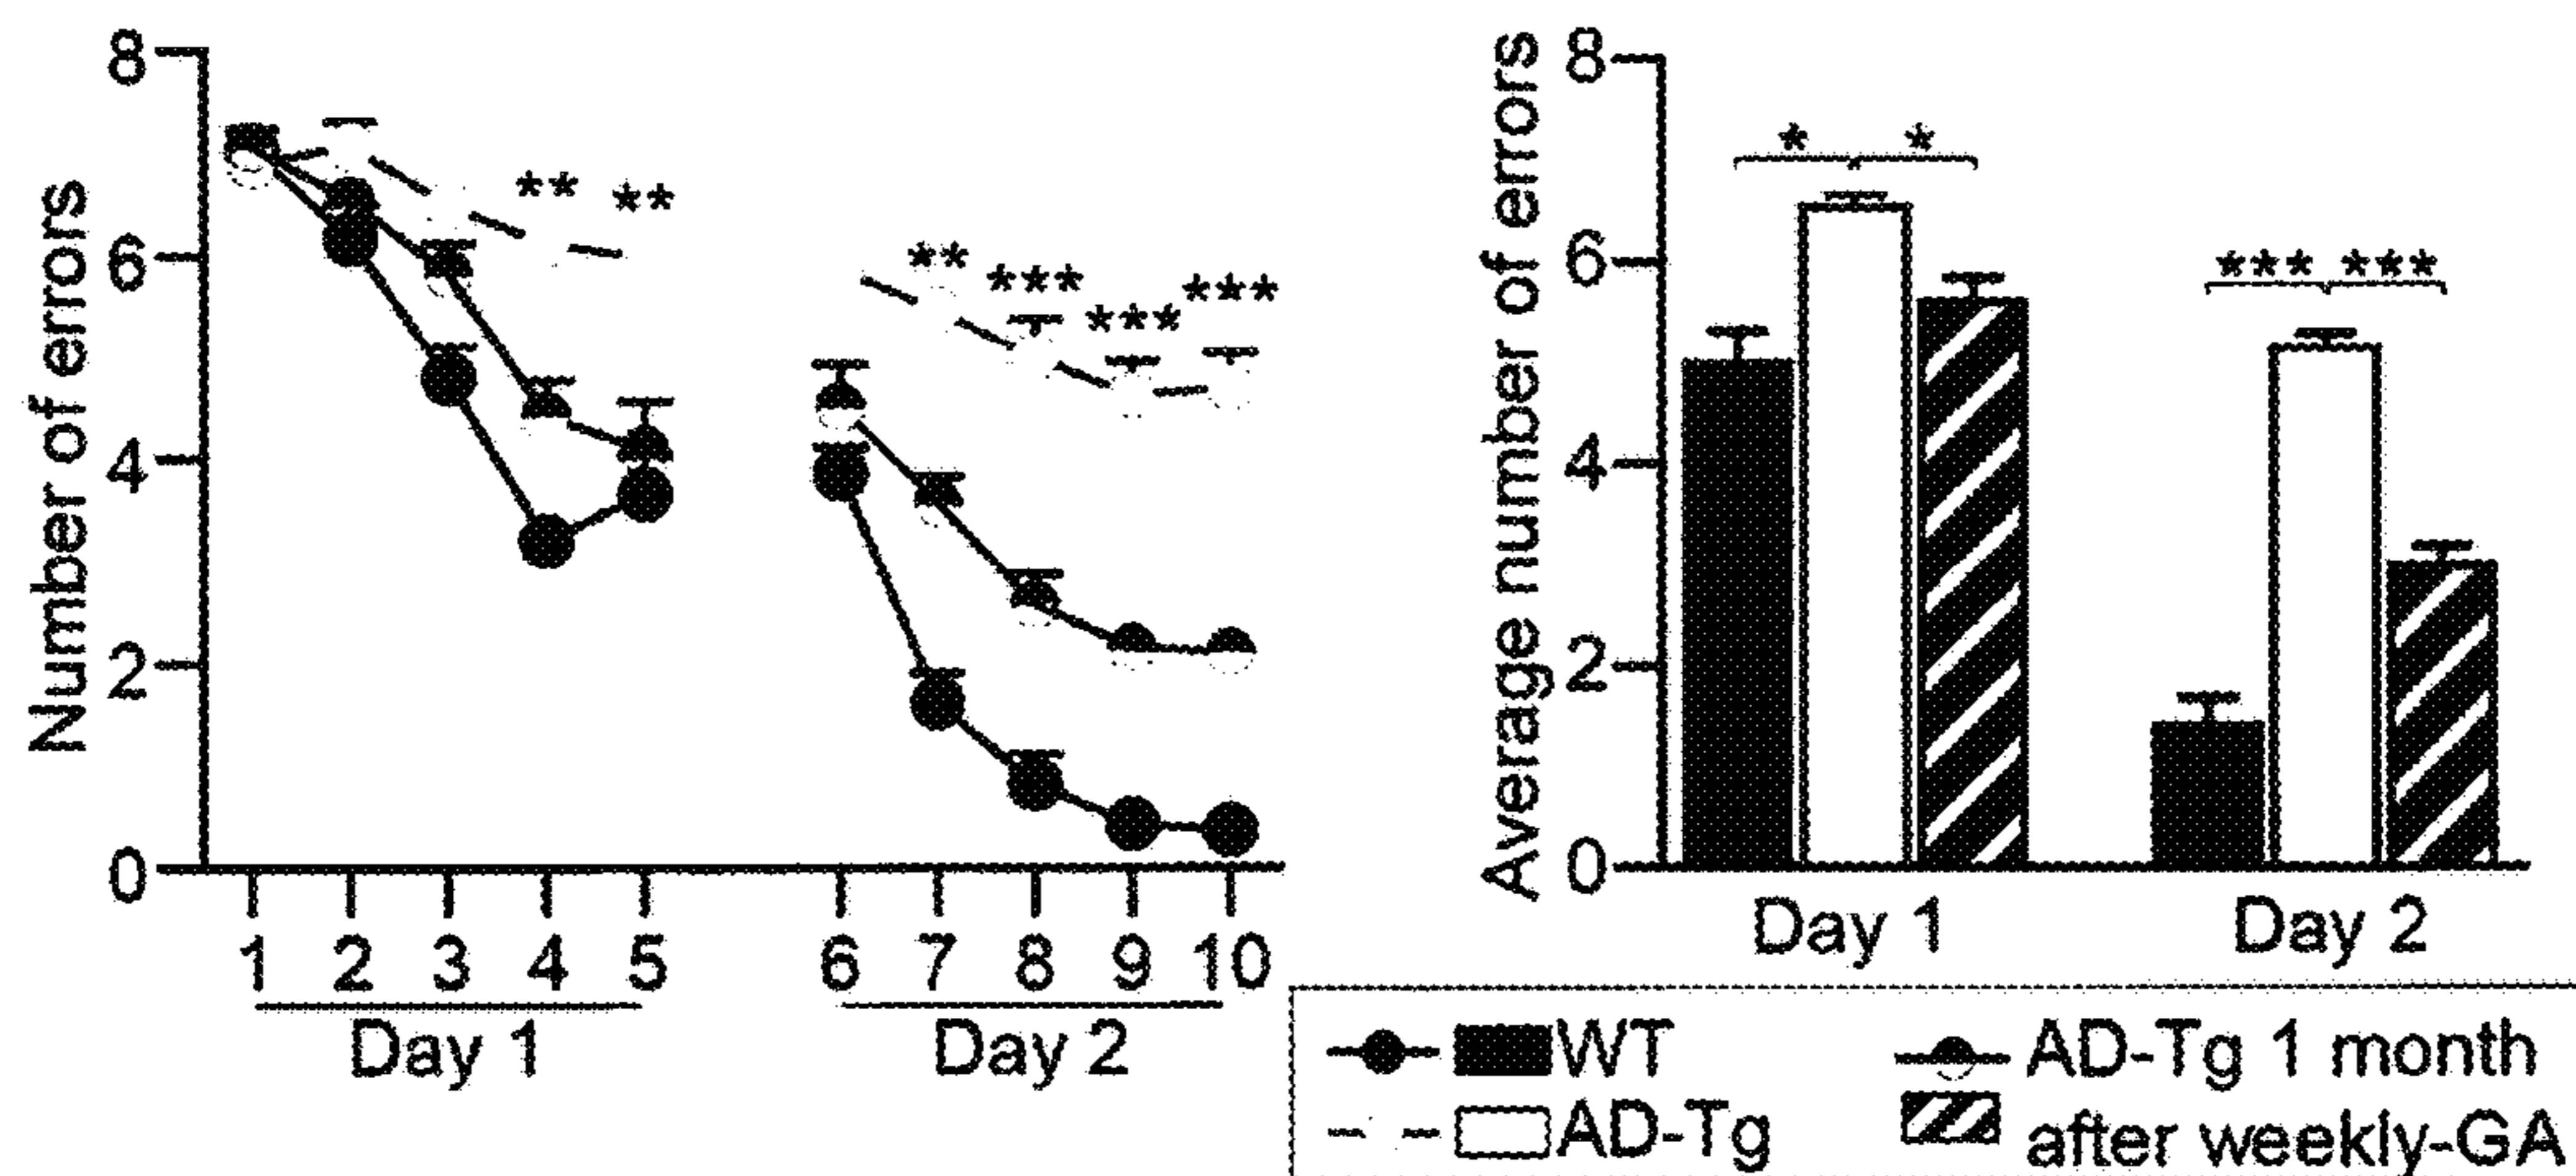 Number of errors
8
6
4
2
0
** **
** *** *** ***
1 2 3 4 5 6 7 8 9 10
Day 1 Day 2
Average number of errors
8
6
4
2
0
* *
*** ***
Day 1 Day 2
WT
AD-Tg
AD-Tg 1 month
after weekly-GA